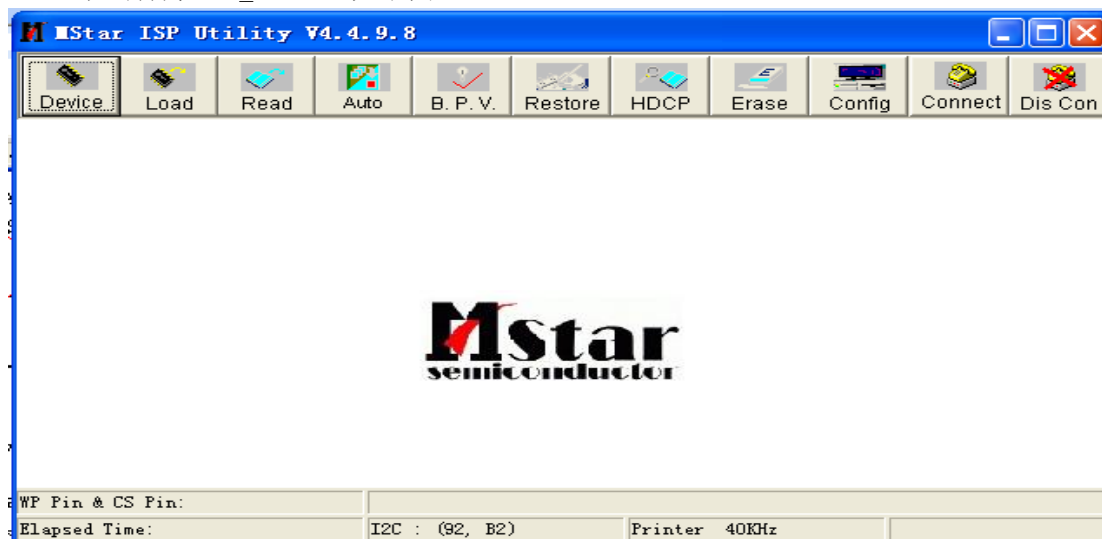 MStar ISP Utility V4.4.9.8
Device Load Read Auto B.P.V. Restore HDCP Erase Config Connect Dis Con
MStar
semiconductor
WP Pin & CS Pin:
Elapsed Time: I2C : (92, B2) Printer 40KHz